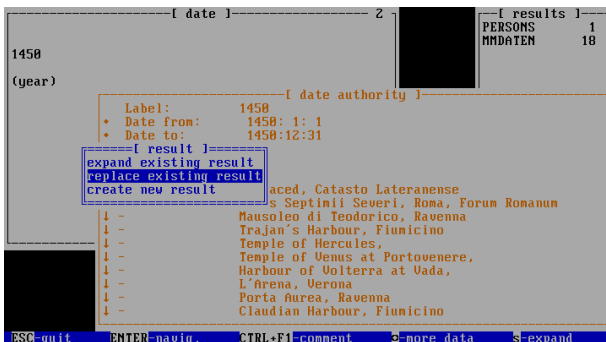 [ date ] 2
[ results ]
PERSONS 1
MMDATEN 18
1450
(year)
[ date authority ]
Label: 1450
Date from: 1450: 1: 1
Date to: 1450:12:31
[ result ]
expand existing result
replace existing result
create new result
aced, Catasto Lateranense
s Septimii Severi, Roma, Forum Romanum
↓ - Mausoleo di Teodorico, Ravenna
↓ - Trajan's Harbour, Fiumicino
↓ - Temple of Hercules,
↓ - Temple of Venus at Portovenere,
↓ - Harbour of Volterra at Vada,
↓ - L'Arena, Verona
↓ - Porta Aurea, Ravenna
↓ - Claudian Harbour, Fiumicino
ESC-quit ENTER-navig. CTRL+F1-comment o-more data s-expand